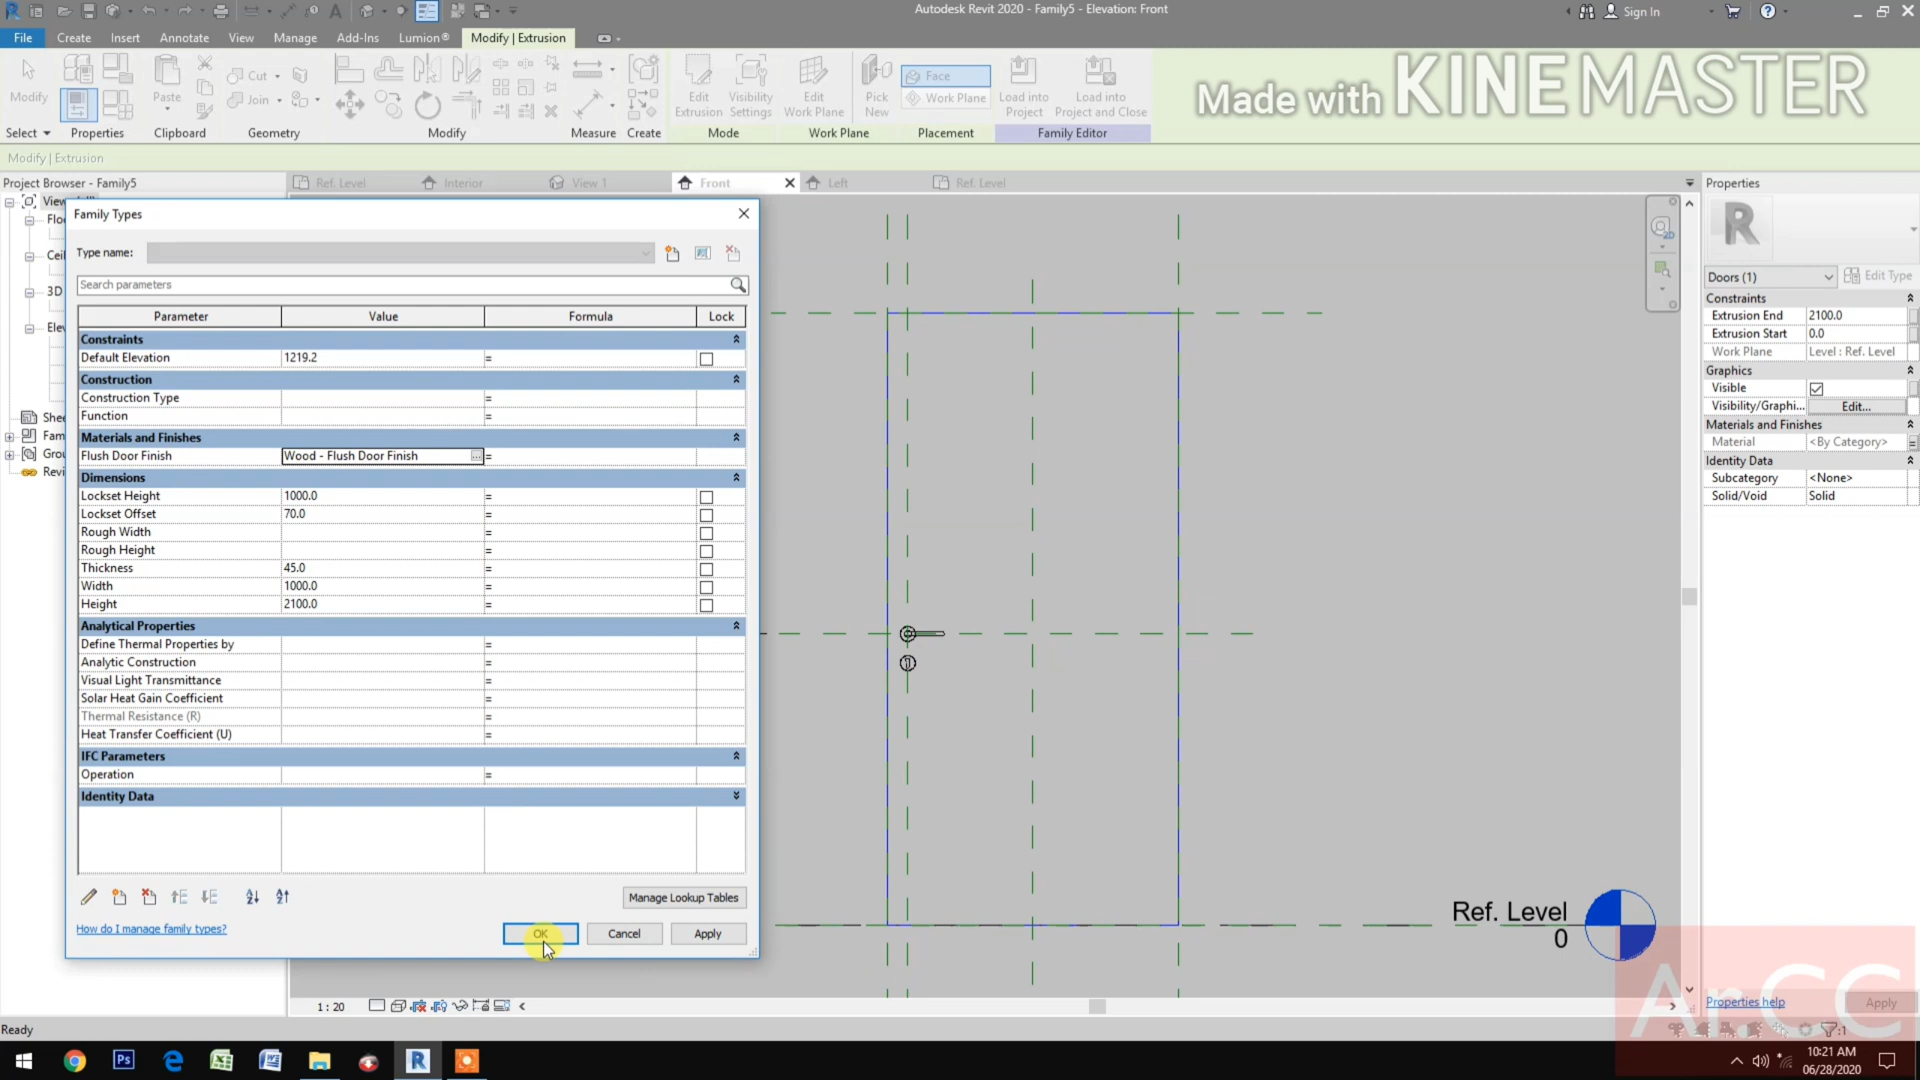 Autodesk Revit 2020 - Family5 - Elevation: Front
Sign In
File Create Insert Annotate View Manage Add-Ins Lumion® Modify | Extrusion
Modify Paste Cut Join Edit Extrusion Visibility Settings Edit Work Plane Pick New Face Work Plane Load into Project Load into Project and Close
Made with KINEMASTER
Select Properties Clipboard Geometry Modify Measure Create Mode Work Plane Placement Family Editor
Modify | Extrusion
Project Browser - Family5
Ref. Level Interior View 1 Front Left Ref. Level
Properties
Family Types
Type name:
Search parameters
Parameter Value Formula Lock
Constraints
Default Elevation 1219.2 =
Construction
Construction Type =
Function =
Materials and Finishes
Flush Door Finish Wood - Flush Door Finish =
Dimensions
Lockset Height 1000.0 =
Lockset Offset 70.0 =
Rough Width =
Rough Height =
Thickness 45.0 =
Width 1000.0 =
Height 2100.0 =
Analytical Properties
Define Thermal Properties by =
Analytic Construction =
Visual Light Transmittance =
Solar Heat Gain Coefficient =
Thermal Resistance (R) =
Heat Transfer Coefficient (U) =
IFC Parameters
Operation =
Identity Data
Manage Lookup Tables
How do I manage family types?
OK Cancel Apply
3D
Ref. Level
0
Doors (1) Edit Type
Constraints
Extrusion End 2100.0
Extrusion Start 0.0
Work Plane Level : Ref. Level
Graphics
Visible
Visibility/Graphi... Edit...
Materials and Finishes
Material <By Category>
Identity Data
Subcategory <None>
Solid/Void Solid
Properties help Apply
ArCC
1 : 20
Ready
:1
10:21 AM
06/28/2020